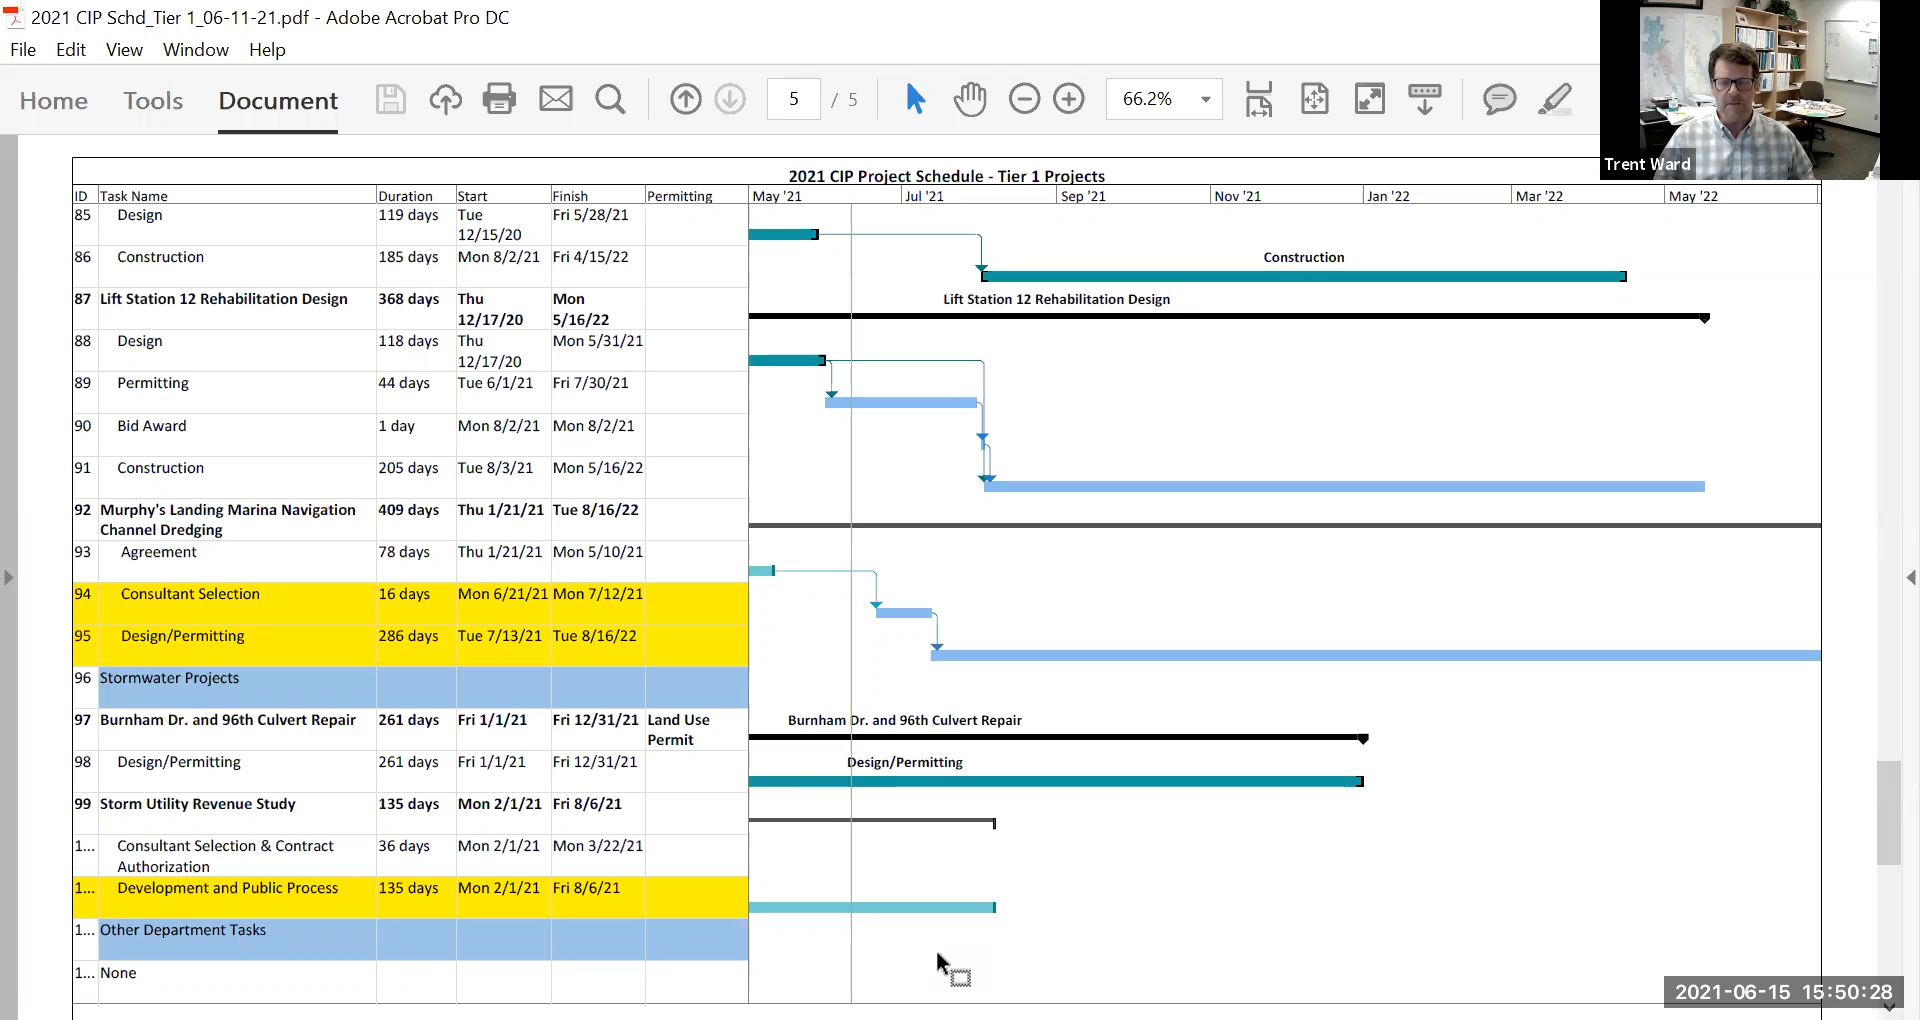 2021 CIP Schd_Tier 1_06-11-21.pdf - Adobe Acrobat Pro DC
File Edit View Window Help
Home Tools Document 5 / 5 66.2%
Trent Ward
2021 CIP Project Schedule - Tier 1 Projects
ID Task Name Duration Start Finish Permitting May '21 Jul '21 Sep '21 Nov '21 Jan '22 Mar '22 May '22
85 Design 119 days Tue Fri 5/28/21
12/15/20
86 Construction 185 days Mon 8/2/21 Fri 4/15/22 Construction
87 Lift Station 12 Rehabilitation Design 368 days Thu Mon Lift Station 12 Rehabilitation Design
12/17/20 5/16/22
88 Design 118 days Thu Mon 5/31/21
12/17/20
89 Permitting 44 days Tue 6/1/21 Fri 7/30/21
90 Bid Award 1 day Mon 8/2/21 Mon 8/2/21
91 Construction 205 days Tue 8/3/21 Mon 5/16/22
92 Murphy's Landing Marina Navigation 409 days Thu 1/21/21 Tue 8/16/22
Channel Dredging
93 Agreement 78 days Thu 1/21/21 Mon 5/10/21
94 Consultant Selection 16 days Mon 6/21/21 Mon 7/12/21
95 Design/Permitting 286 days Tue 7/13/21 Tue 8/16/22
96 Stormwater Projects
97 Burnham Dr. and 96th Culvert Repair 261 days Fri 1/1/21 Fri 12/31/21 Land Use Burnham Dr. and 96th Culvert Repair
Permit
98 Design/Permitting 261 days Fri 1/1/21 Fri 12/31/21 Design/Permitting
99 Storm Utility Revenue Study 135 days Mon 2/1/21 Fri 8/6/21
1... Consultant Selection & Contract 36 days Mon 2/1/21 Mon 3/22/21
Authorization
1... Development and Public Process 135 days Mon 2/1/21 Fri 8/6/21
1... Other Department Tasks
1... None
2021-06-15 15:50:28